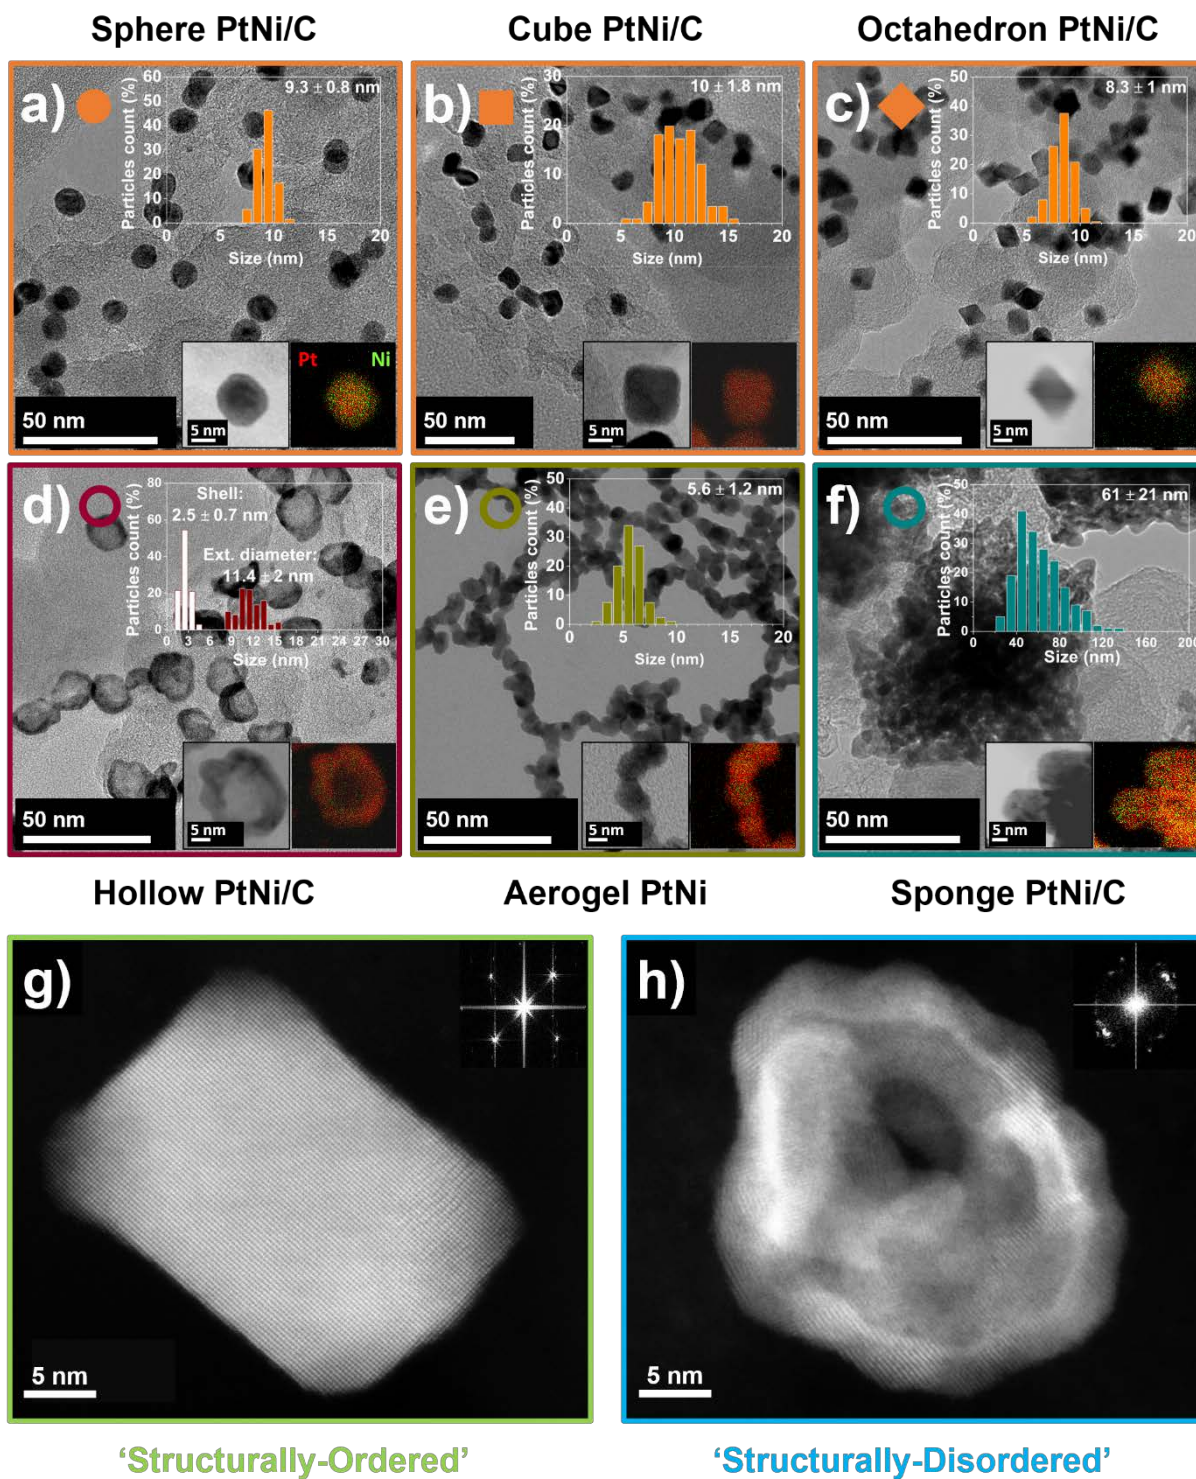 Sphere PtNi/C
Cube PtNi/C
Octahedron PtNi/C
a)
9.3 ± 0.8 nm
Particles count (%)
60
50
40
30
20
10
0
0 5 10 15 20
Size (nm)
Pt Ni
50 nm
5 nm
b)
10 ± 1.8 nm
Particles count (%)
30
20
10
0
0 5 10 15 20
Size (nm)
50 nm
5 nm
c)
8.3 ± 1 nm
Particles count (%)
50
40
30
20
10
0
0 5 10 15 20
Size (nm)
50 nm
5 nm
d)
Shell:
2.5 ± 0.7 nm
Ext. diameter:
11.4 ± 2 nm
Particles count (%)
80
60
40
20
0
0 3 6 9 12 15 18 21 24 27 30
Size (nm)
50 nm
5 nm
e)
5.6 ± 1.2 nm
Particles count (%)
50
40
30
20
10
0
0 5 10 15 20
Size (nm)
50 nm
5 nm
f)
61 ± 21 nm
Particles count (%)
50
40
30
20
10
0
0 40 80 120 160 200
Size (nm)
50 nm
5 nm
Hollow PtNi/C
Aerogel PtNi
Sponge PtNi/C
g)
5 nm
h)
5 nm
‘Structurally-Ordered’
‘Structurally-Disordered’